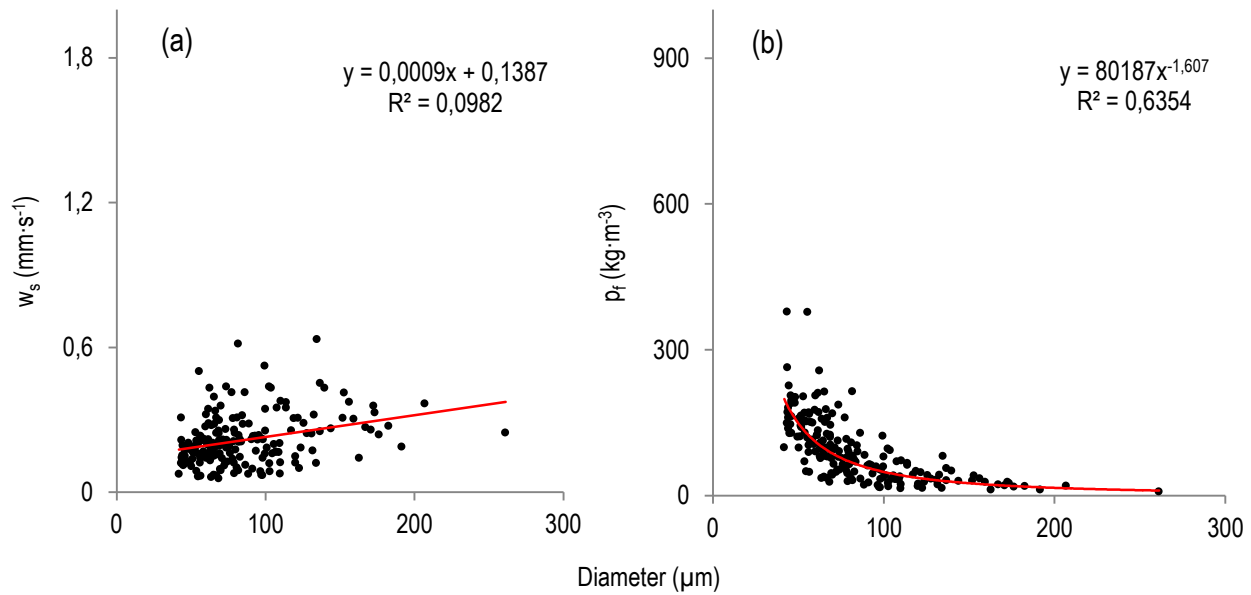 (a)
y = 0,0009x + 0,1387
R² = 0,0982
1,8
1,2
0,6
0
w_s (mm·s⁻¹)
0 100 200 300
(b)
y = 80187x⁻¹,⁶⁰⁷
R² = 0,6354
900
600
300
0
p_f (kg·m⁻³)
0 100 200 300
Diameter (µm)